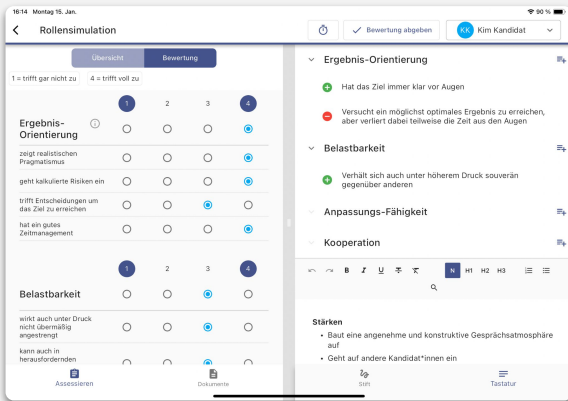 16:14 Montag 15. Jan.
90 %
Rollensimulation
Bewertung abgeben
KK Kim Kandidat
Übersicht
Bewertung
1 = trifft gar nicht zu
4 = trifft voll zu
1 2 3 4
Ergebnis-
Orientierung
zeigt realistischen
Pragmatismus
geht kalkulierte Risiken ein
trifft Entscheidungen um
das Ziel zu erreichen
hat ein gutes
Zeitmanagement
1 2 3 4
Belastbarkeit
wirkt auch unter Druck
nicht übermäßig
angestrengt
kann auch in
herausfordernden
Assessieren
Dokumente
Ergebnis-Orientierung
Hat das Ziel immer klar vor Augen
Versucht ein möglichst optimales Ergebnis zu erreichen,
aber verliert dabei teilweise die Zeit aus den Augen
Belastbarkeit
Verhält sich auch unter höherem Druck souverän
gegenüber anderen
Anpassungs-Fähigkeit
Kooperation
B I U T N H1 H2 H3
Stärken
• Baut eine angenehme und konstruktive Gesprächsatmosphäre
auf
• Geht auf andere Kandidat*innen ein
Stift
Tastatur